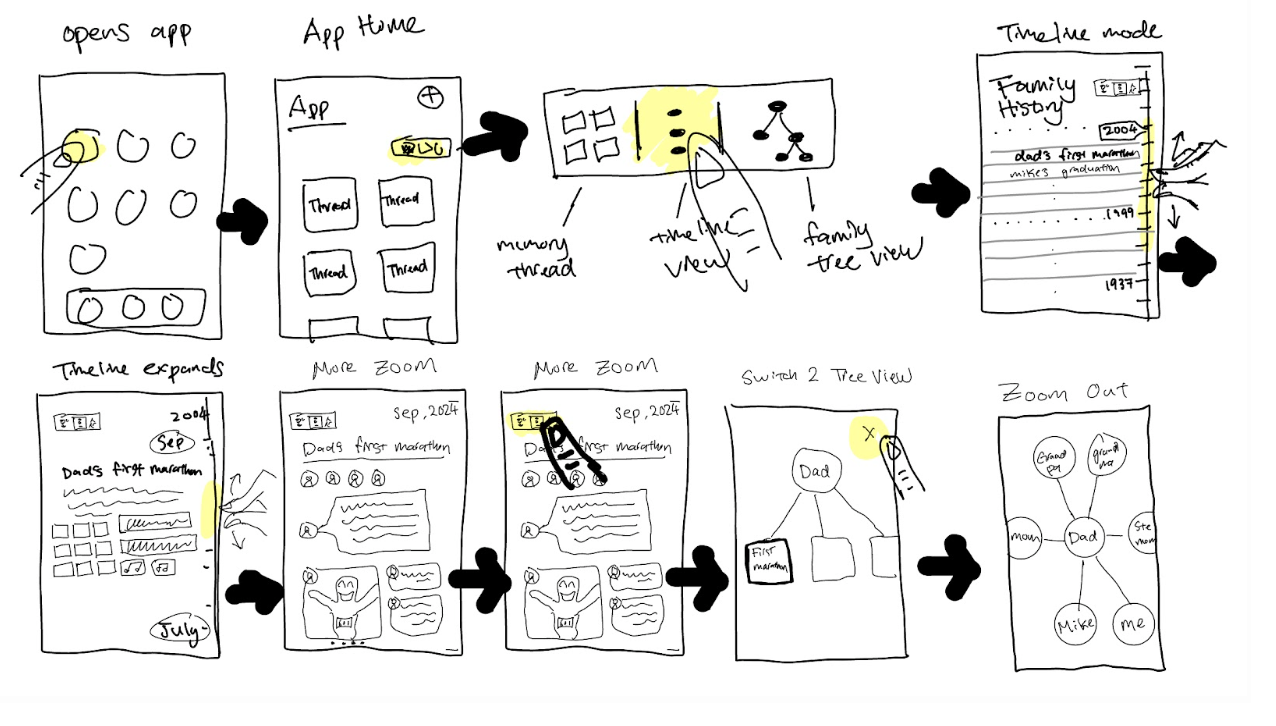 opens app
App Home
App
Thread
Thread
Thread
Thread
memory
thread
timeline
view
family
tree view
Timeline mode
Family
History
2004
dad's first marathon
mike's graduation
1999
1937
Timeline expands
2004
Sep
Dad's first marathon
July
More Zoom
Sep, 2024
Dad's first marathon
More Zoom
Sep, 2024
Dad's first marathon
Switch 2 Tree View
X
Dad
First
marathon
Zoom Out
Grand
pa
grand
ma
mom
Dad
Ste
mom
Mike
me